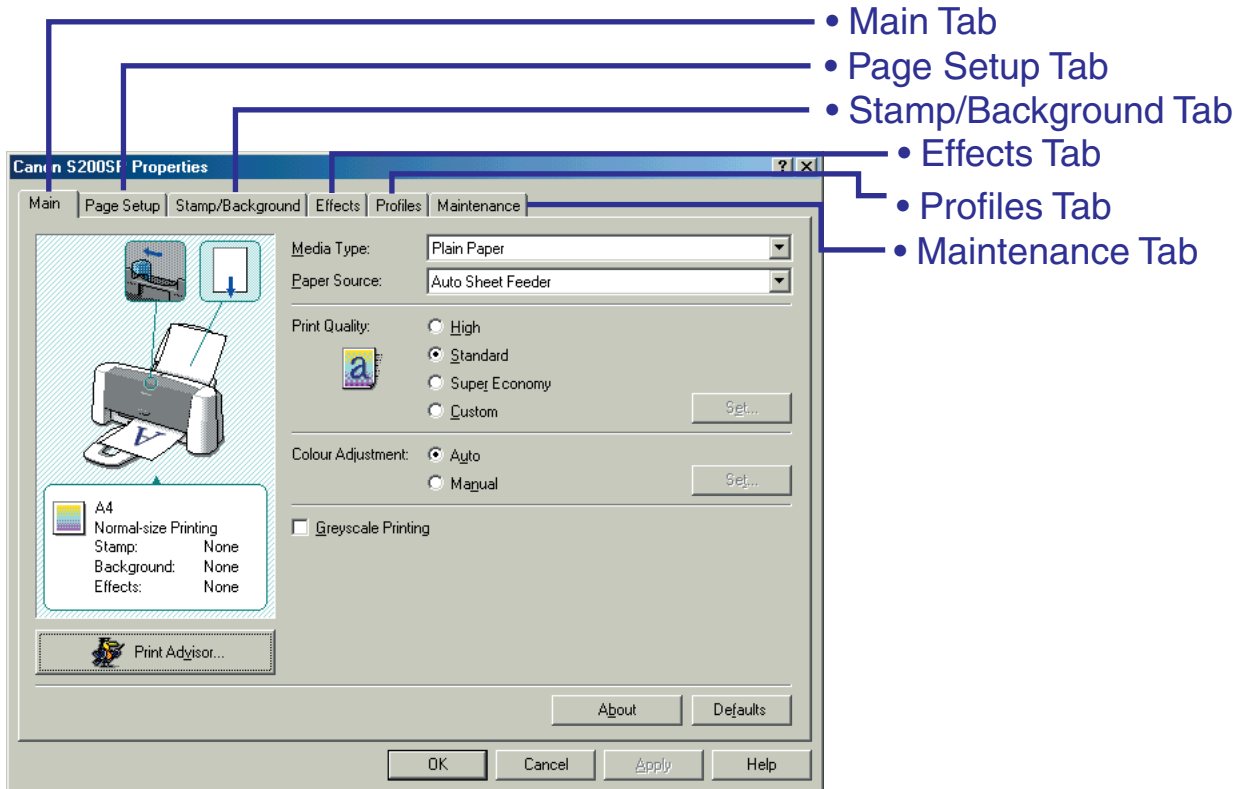 • Main Tab
• Page Setup Tab
• Stamp/Background Tab
• Effects Tab
• Profiles Tab
• Maintenance Tab
Canon S200SP Properties
Main Page Setup Stamp/Background Effects Profiles Maintenance
Media Type: Plain Paper
Paper Source: Auto Sheet Feeder
Print Quality: High
Standard
Super Economy
Custom Set...
Colour Adjustment: Auto
Manual Set...
Greyscale Printing
a
A
A4
Normal-size Printing
Stamp: None
Background: None
Effects: None
Print Advisor...
About Defaults
OK Cancel Apply Help